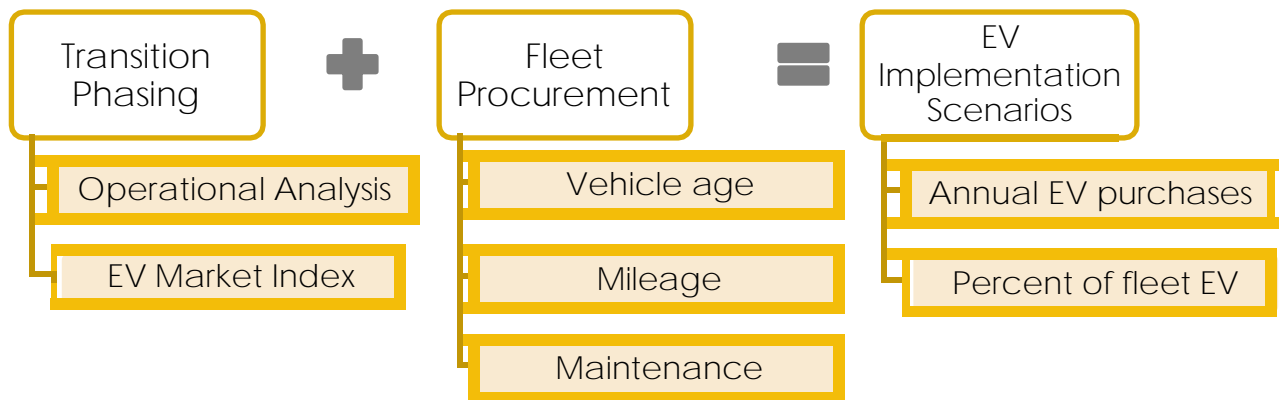 Transition
Phasing
Operational Analysis
EV Market Index
Fleet
Procurement
Vehicle age
Mileage
Maintenance
EV
Implementation
Scenarios
Annual EV purchases
Percent of fleet EV